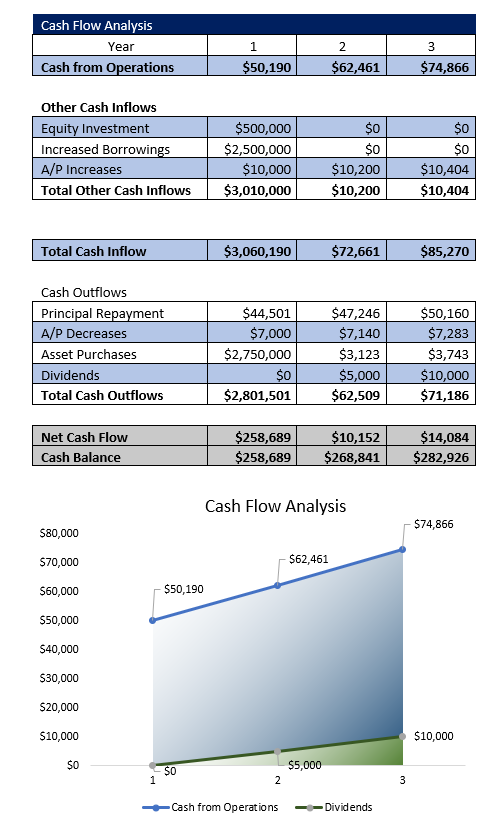 Cash Flow Analysis
Year 1 2 3
Cash from Operations $50,190 $62,461 $74,866
Other Cash Inflows
Equity Investment $500,000 $0 $0
Increased Borrowings $2,500,000 $0 $0
A/P Increases $10,000 $10,200 $10,404
Total Other Cash Inflows $3,010,000 $10,200 $10,404
Total Cash Inflow $3,060,190 $72,661 $85,270
Cash Outflows
Principal Repayment $44,501 $47,246 $50,160
A/P Decreases $7,000 $7,140 $7,283
Asset Purchases $2,750,000 $3,123 $3,743
Dividends $0 $5,000 $10,000
Total Cash Outflows $2,801,501 $62,509 $71,186
Net Cash Flow $258,689 $10,152 $14,084
Cash Balance $258,689 $268,841 $282,926
Cash Flow Analysis
$74,866
$80,000
$70,000
$62,461
$60,000
$50,190
$50,000
$40,000
$30,000
$20,000
$10,000
$10,000
$0
$0
$5,000
1 2 3
Cash from Operations Dividends